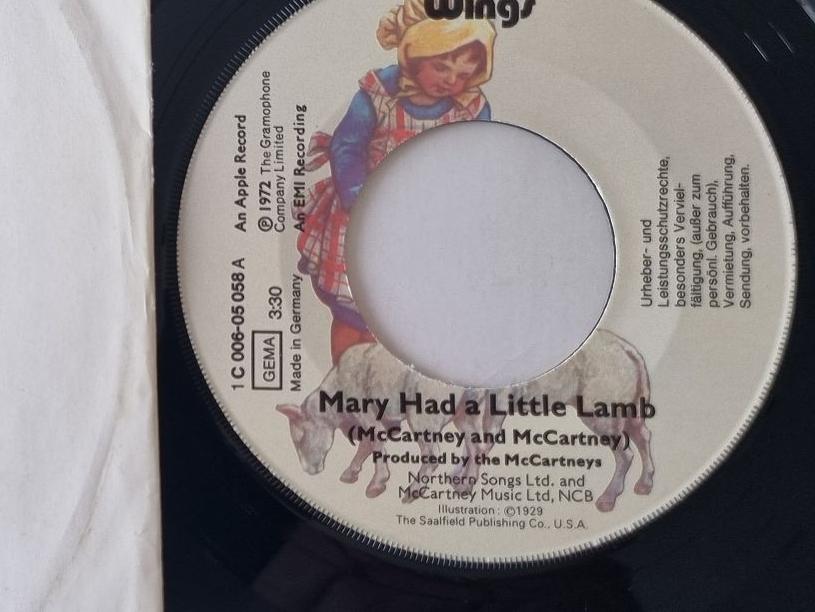 Wings
An Apple Record
℗ 1972 The Gramophone
Company Limited
An EMI Recording
1 C 006-05 058 A
GEMA 3:30
Made in Germany
Urheber- und
Leistungsschutzrechte,
besonders Verviel-
fältigung, (außer zum
persönl. Gebrauch),
Vermietung, Aufführung,
Sendung, vorbehalten.
Mary Had a Little Lamb
(McCartney and McCartney)
Produced by the McCartneys
Northern Songs Ltd. and
McCartney Music Ltd, NCB
Illustration: ©1929
The Saalfield Publishing Co., U.S.A.